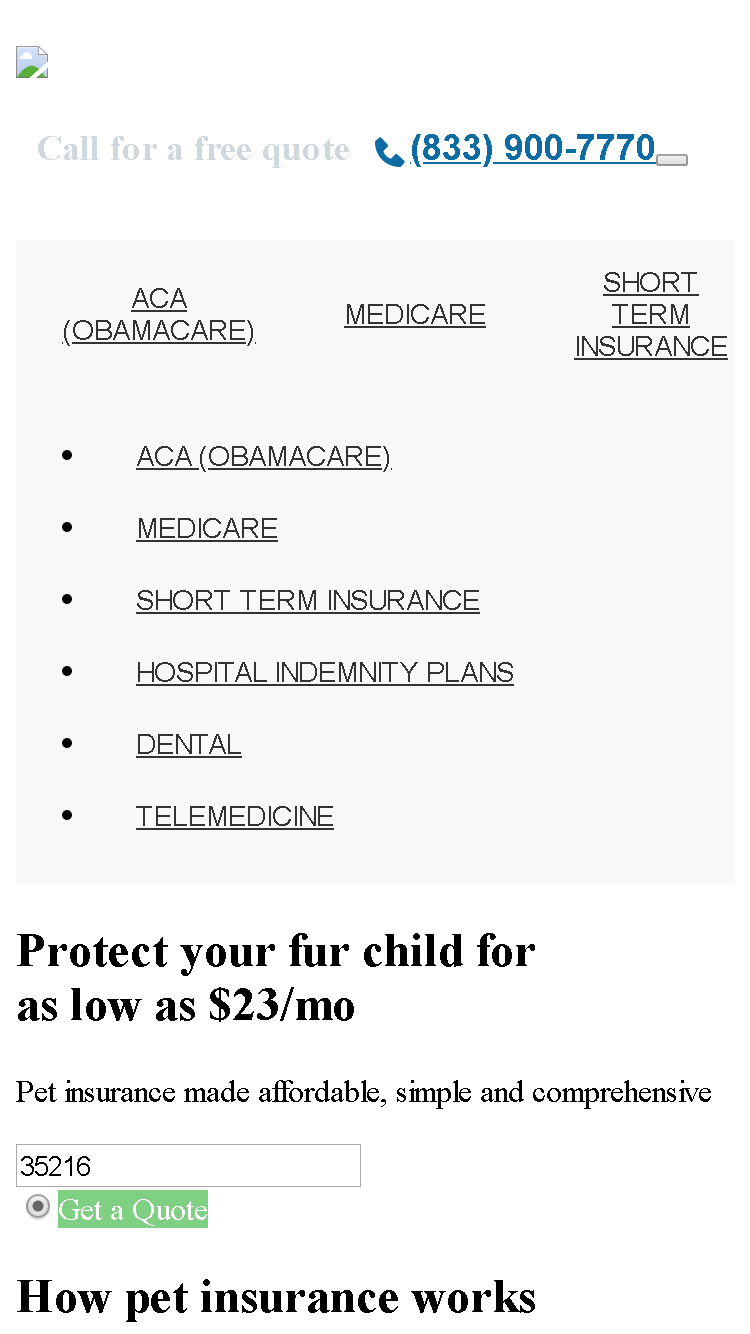 Call for a free quote (833) 900-7770
ACA
(OBAMACARE)
MEDICARE
SHORT
TERM
INSURANCE
ACA (OBAMACARE)
MEDICARE
SHORT TERM INSURANCE
HOSPITAL INDEMNITY PLANS
DENTAL
TELEMEDICINE
Protect your fur child for
as low as $23/mo
Pet insurance made affordable, simple and comprehensive
35216
Get a Quote
How pet insurance works